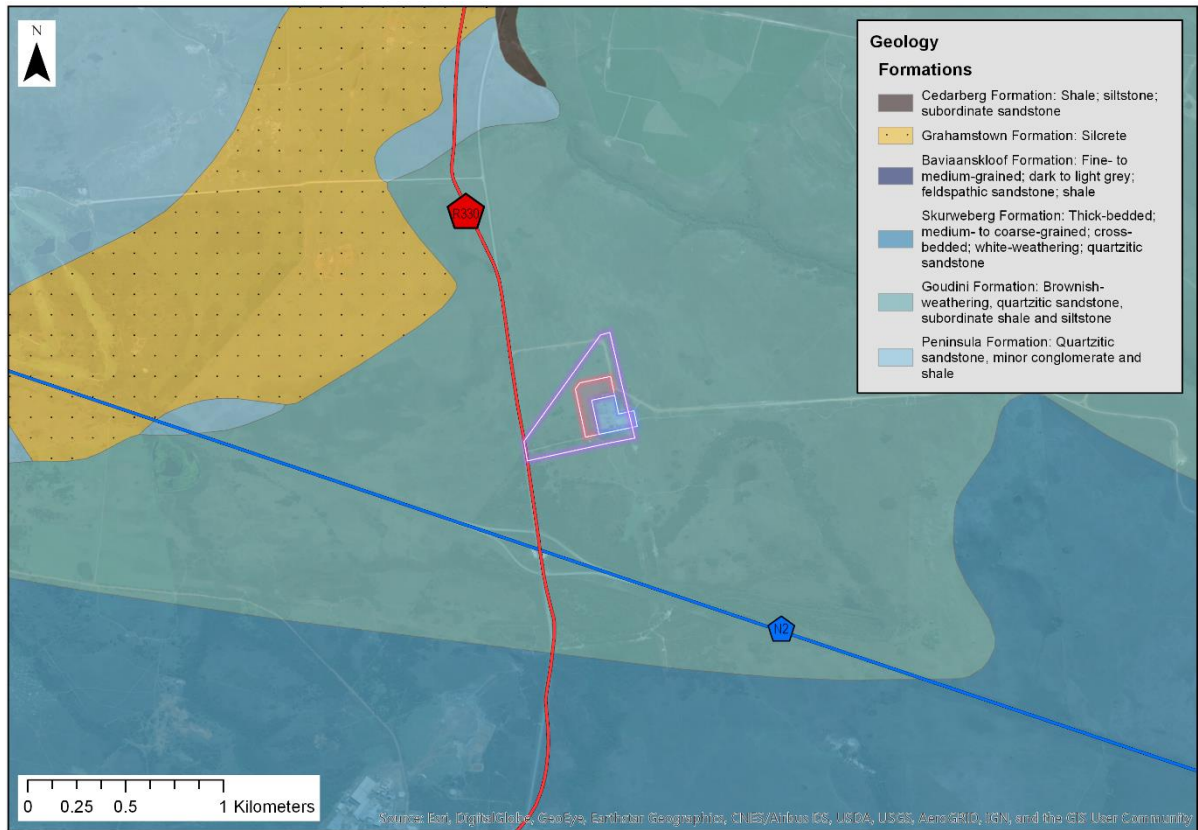 N
Geology
Formations
Cedarberg Formation: Shale; siltstone;
subordinate sandstone
Grahamstown Formation: Silcrete
Baviaanskloof Formation: Fine- to
medium-grained; dark to light grey;
feldspathic sandstone; shale
Skurweberg Formation: Thick-bedded;
medium- to coarse-grained; cross-
bedded; white-weathering; quartzitic
sandstone
Goudini Formation: Brownish-
weathering, quartzitic sandstone,
subordinate shale and siltstone
Peninsula Formation: Quartzitic
sandstone, minor conglomerate and
shale
R330
N2
0 0.25 0.5 1 Kilometers
Source: Esri, DigitalGlobe, GeoEye, Earthstar Geographics, CNES/Airbus DS, USDA, USGS, AeroGRID, IGN, and the GIS User Community